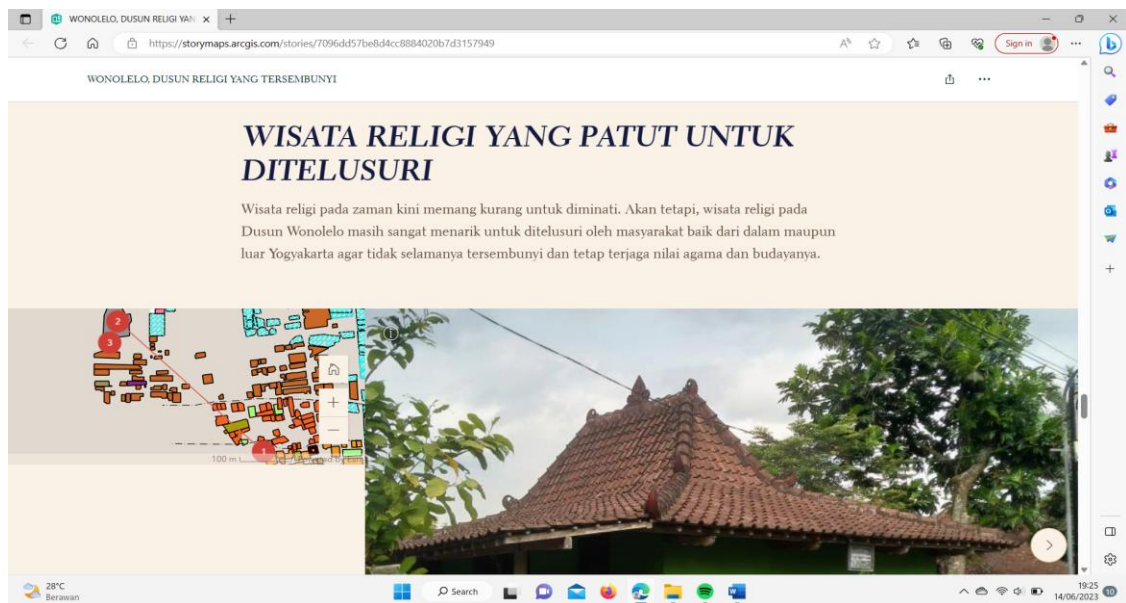 WONOLELO, DUSUN RELIGI YAN
https://storymaps.arcgis.com/stories/7096dd57be8d4cc8884020b7d3157949
Sign in
WONOLELO, DUSUN RELIGI YANG TERSEMBUNYI
WISATA RELIGI YANG PATUT UNTUK
DITELUSURI
Wisata religi pada zaman kini memang kurang untuk diminati. Akan tetapi, wisata religi pada
Dusun Wonolelo masih sangat menarik untuk ditelusuri oleh masyarakat baik dari dalam maupun
luar Yogyakarta agar tidak selamanya tersembunyi dan tetap terjaga nilai agama dan budayanya.
2
3
1
100 m
28°C
Berawan
Search
19:25
14/06/2023
10